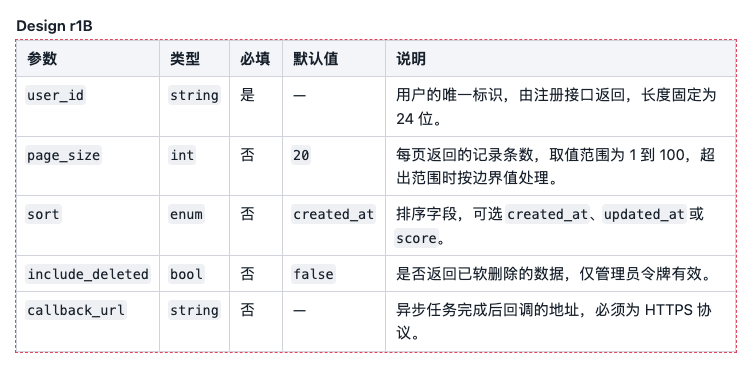 Design r1B
参数 类型 必填 默认值 说明
user_id string 是 — 用户的唯一标识，由注册接口返回，长度固定为
24 位。
page_size int 否 20 每页返回的记录条数，取值范围为 1 到 100，超
出范围时按边界值处理。
sort enum 否 created_at 排序字段，可选 created_at、updated_at 或
score。
include_deleted bool 否 false 是否返回已软删除的数据，仅管理员令牌有效。
callback_url string 否 — 异步任务完成后回调的地址，必须为 HTTPS 协
议。